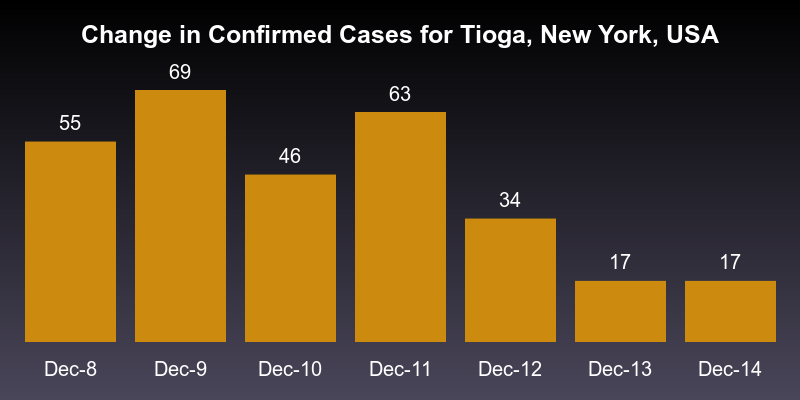 Change in Confirmed Cases for Tioga, New York, USA
55
69
46
63
34
17
17
Dec-8
Dec-9
Dec-10
Dec-11
Dec-12
Dec-13
Dec-14